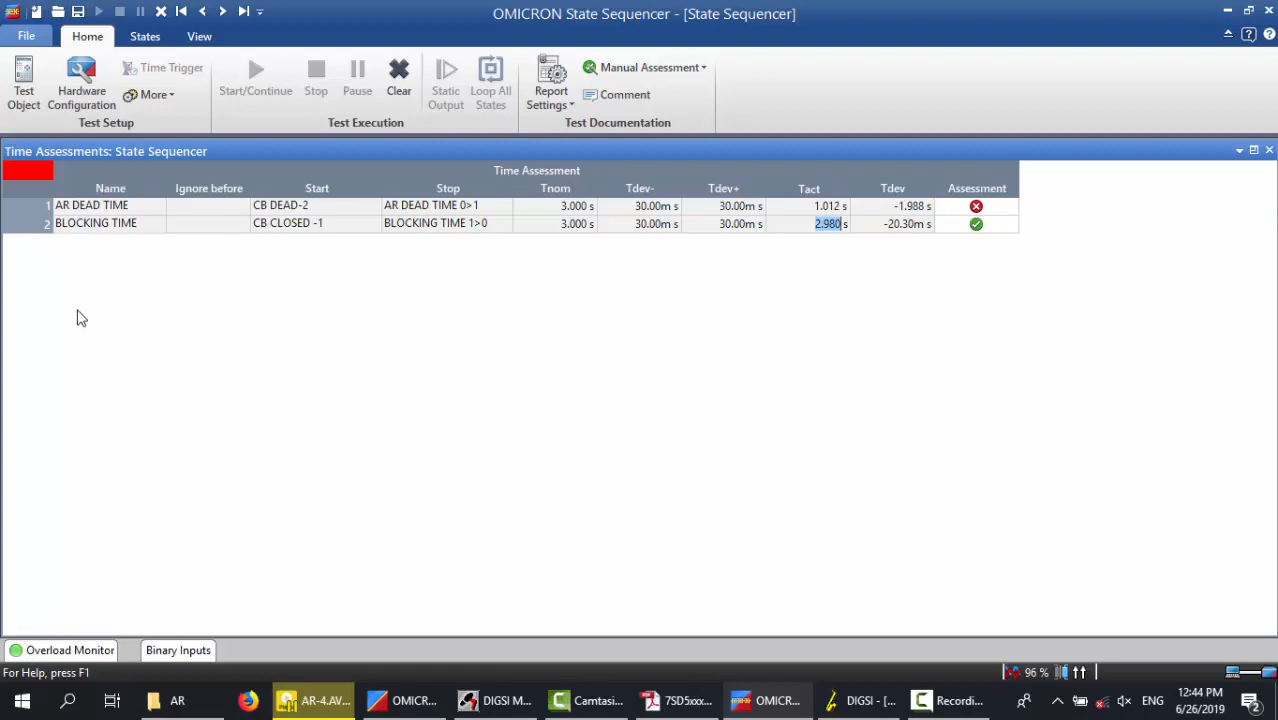 OMICRON State Sequencer - [State Sequencer]
File
Home
States
View
Test
Object
Hardware
Configuration
Time Trigger
More
Start/Continue
Stop
Pause
Clear
Static
Output
Loop All
States
Report
Settings
Manual Assessment
Comment
Test Setup
Test Execution
Test Documentation
Time Assessments: State Sequencer
Time Assessment
Name Ignore before Start Stop Tnom Tdev- Tdev+ Tact Tdev Assessment
1 AR DEAD TIME CB DEAD-2 AR DEAD TIME 0>1 3.000 s 30.00m s 30.00m s 1.012 s -1.988 s
2 BLOCKING TIME CB CLOSED -1 BLOCKING TIME 1>0 3.000 s 30.00m s 30.00m s 2.980 s -20.30m s
Overload Monitor
Binary Inputs
For Help, press F1
96 %
AR
AR-4.AV...
OMICR...
DIGSI M...
Camtasi...
7SD5xxx...
OMICR...
DIGSI - [...
Recordi...
ENG
12:44 PM
6/26/2019
2